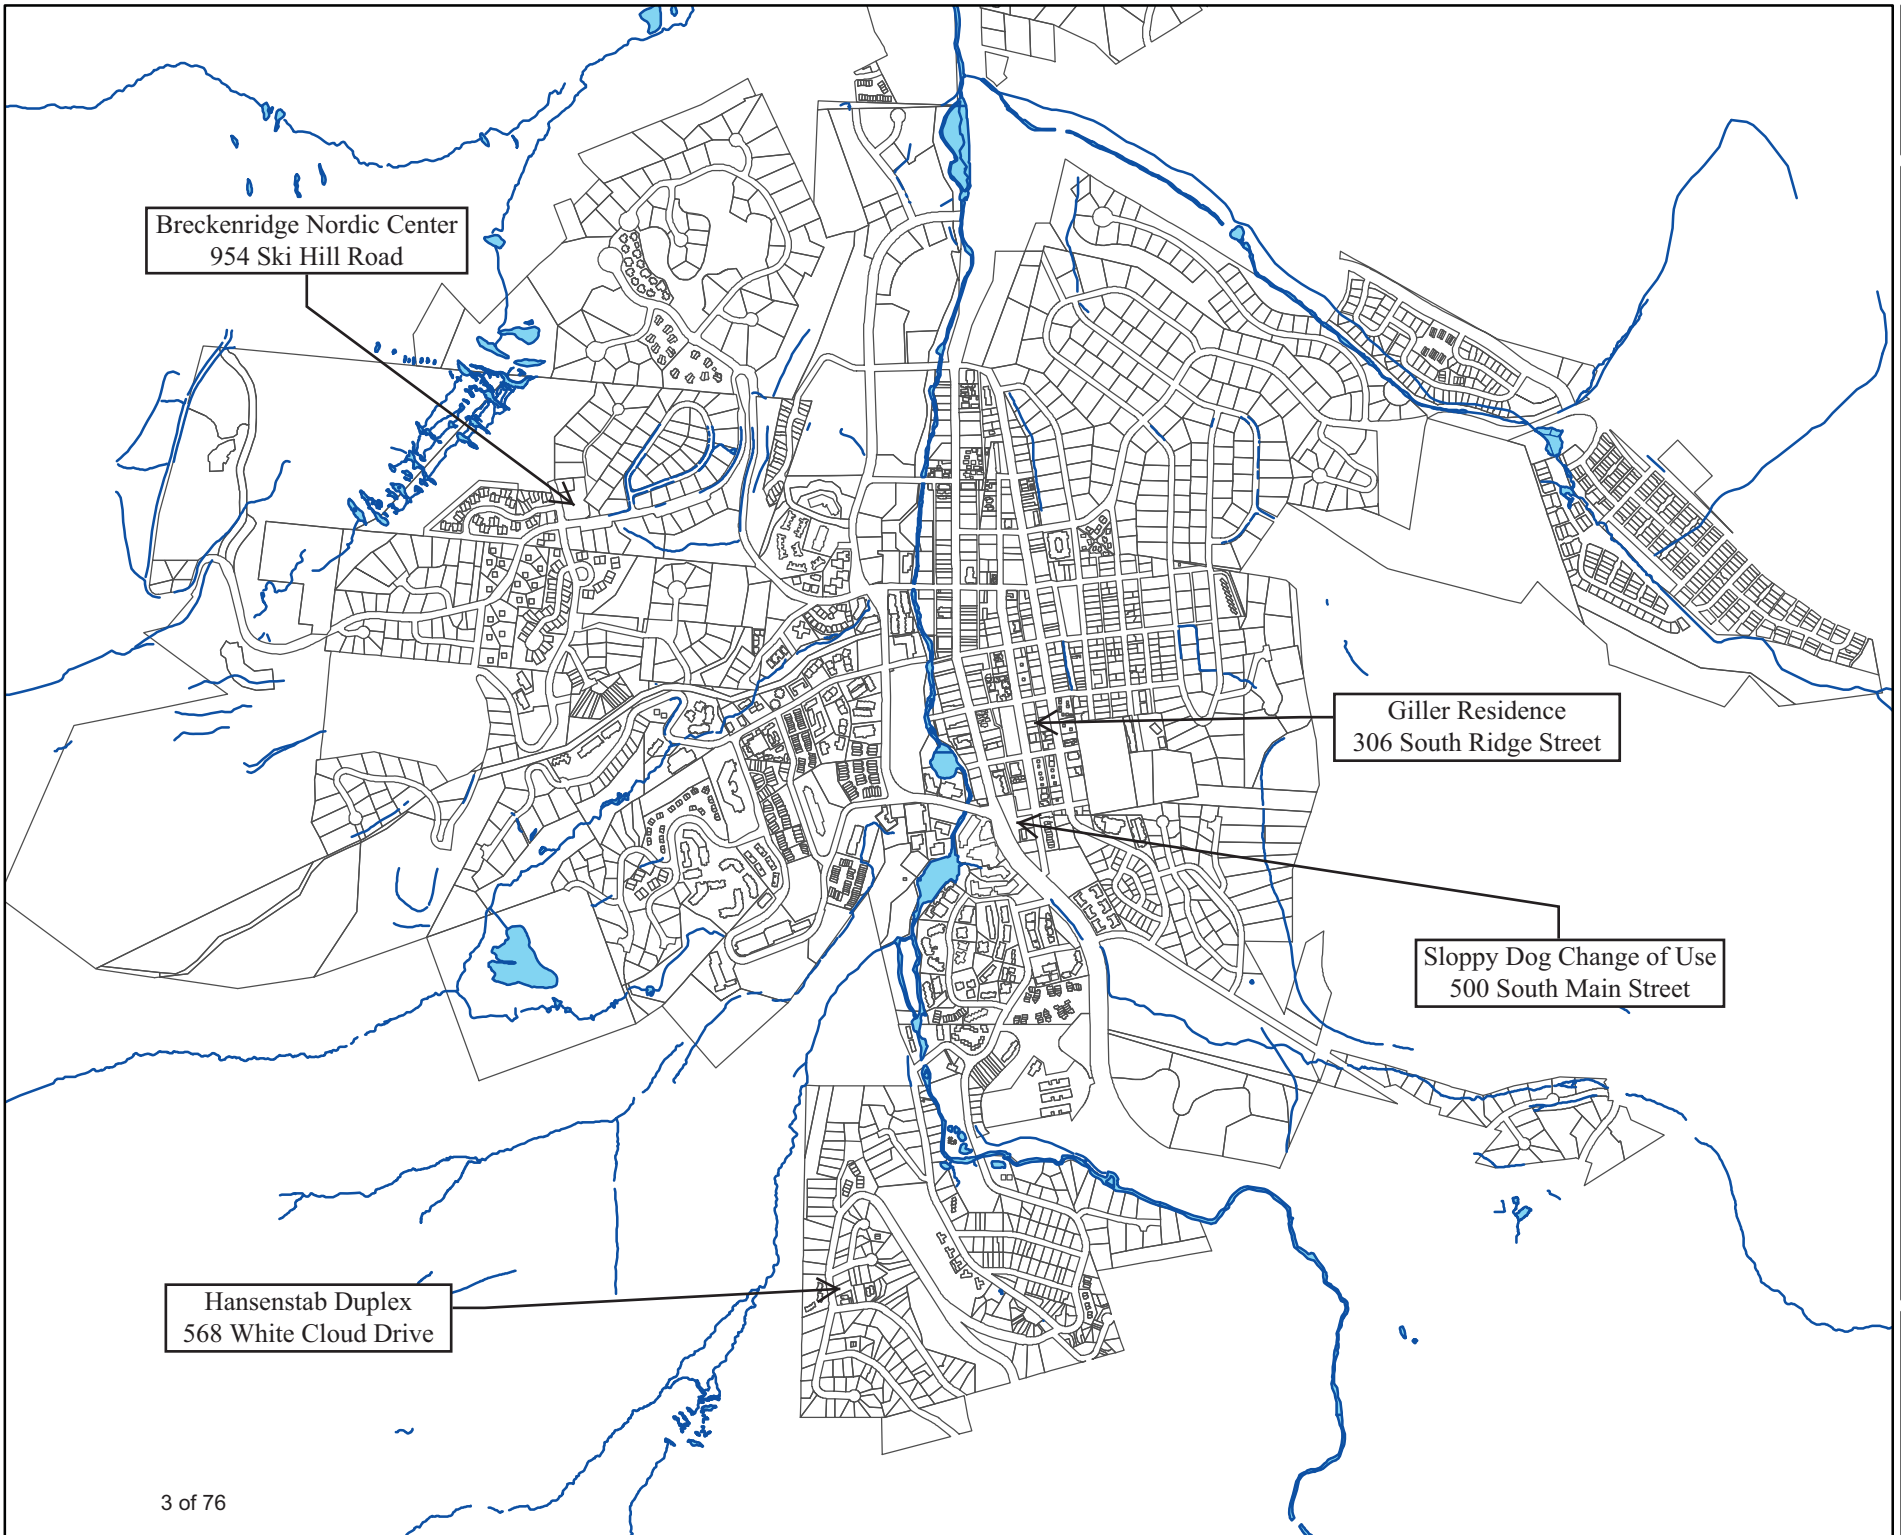 Breckenridge Nordic Center
954 Ski Hill Road
Giller Residence
306 South Ridge Street
Sloppy Dog Change of Use
500 South Main Street
Hansenstab Duplex
568 White Cloud Drive
3 of 76